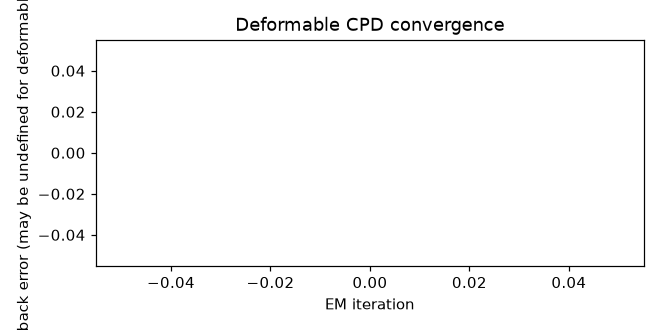 Deformable CPD convergence
back error (may be undefined for deformabl
0.04
0.02
0.00
−0.02
−0.04
−0.04 −0.02 0.00 0.02 0.04
EM iteration